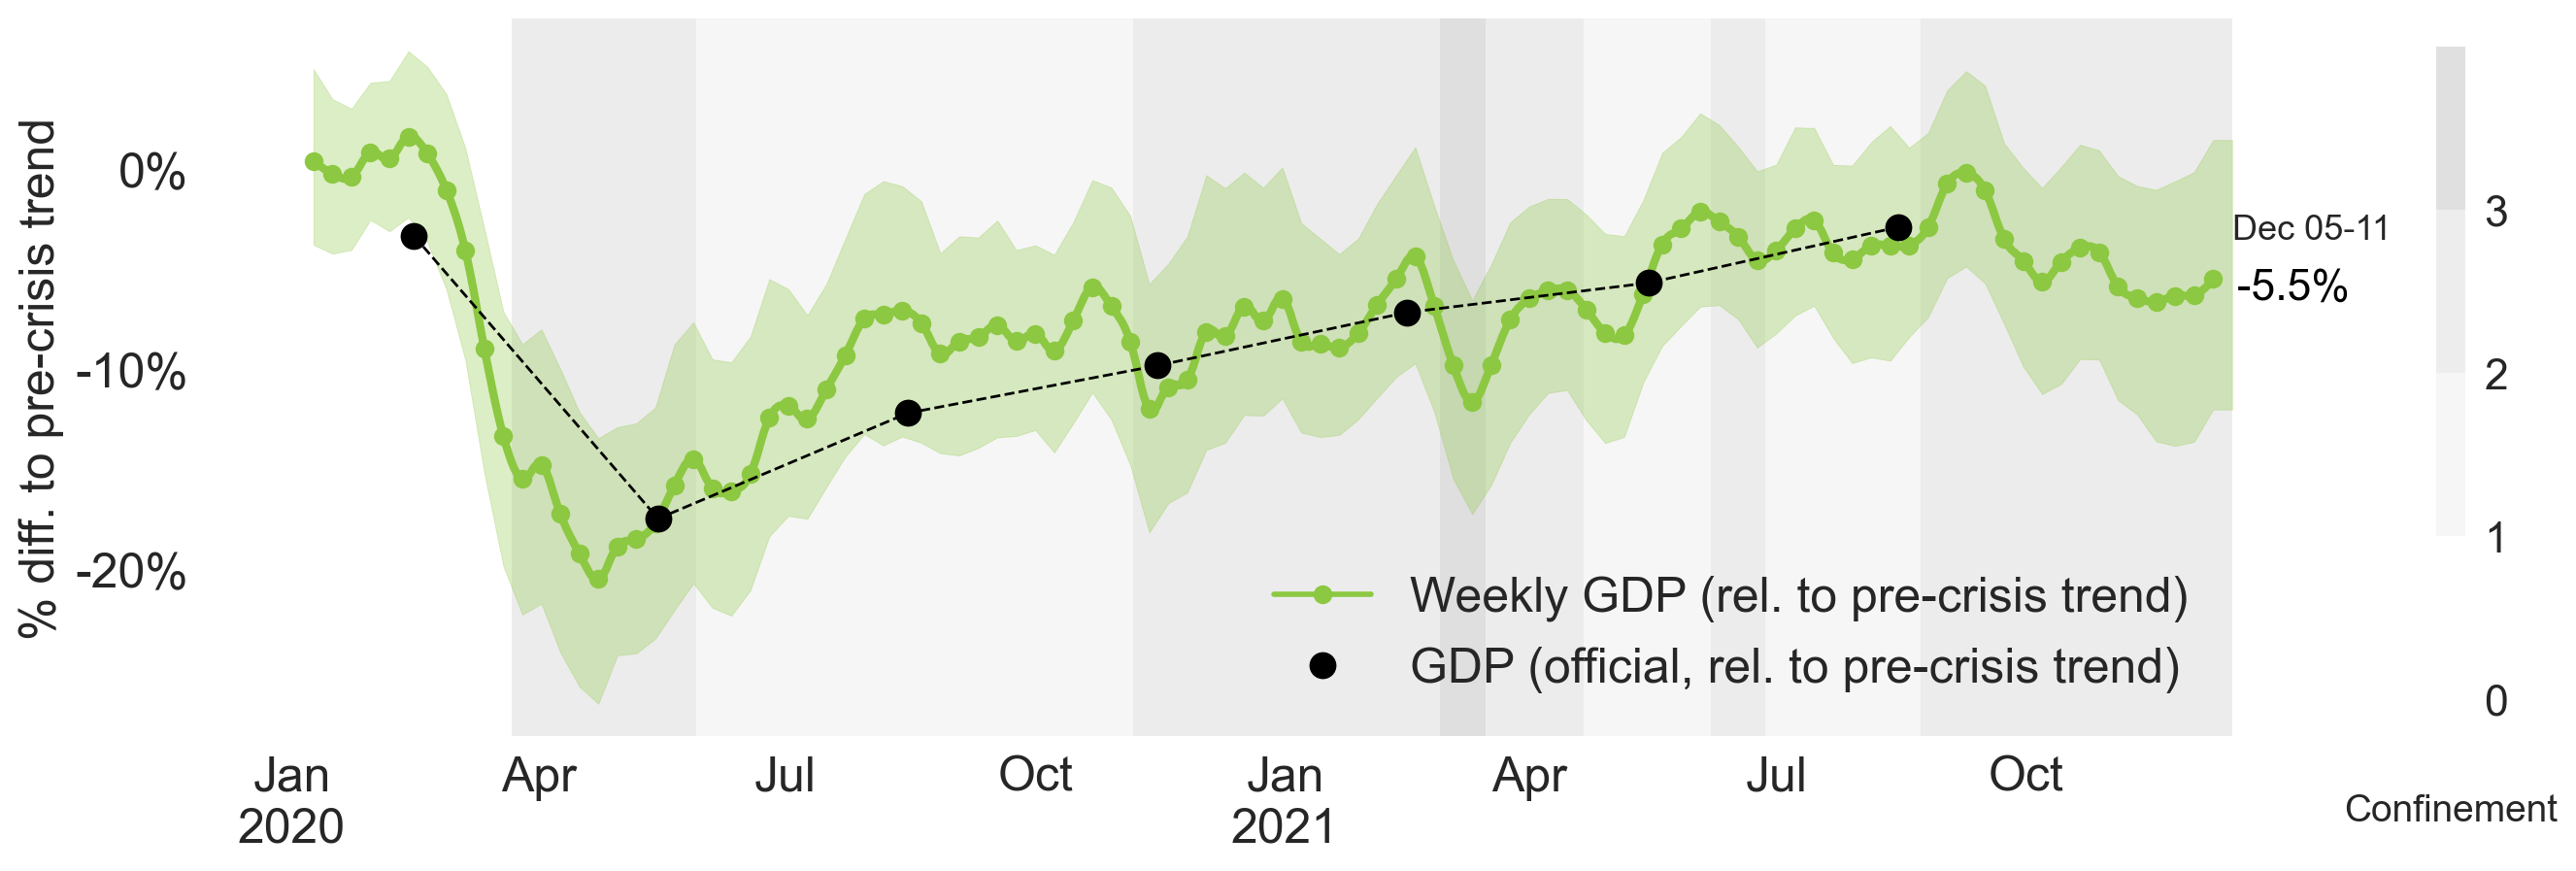 % diff. to pre-crisis trend
0%
-10%
-20%
Jan
2020
Apr
Jul
Oct
Jan
2021
Apr
Jul
Oct
Weekly GDP (rel. to pre-crisis trend)
GDP (official, rel. to pre-crisis trend)
Dec 05-11
-5.5%
3
2
1
0
Confinement